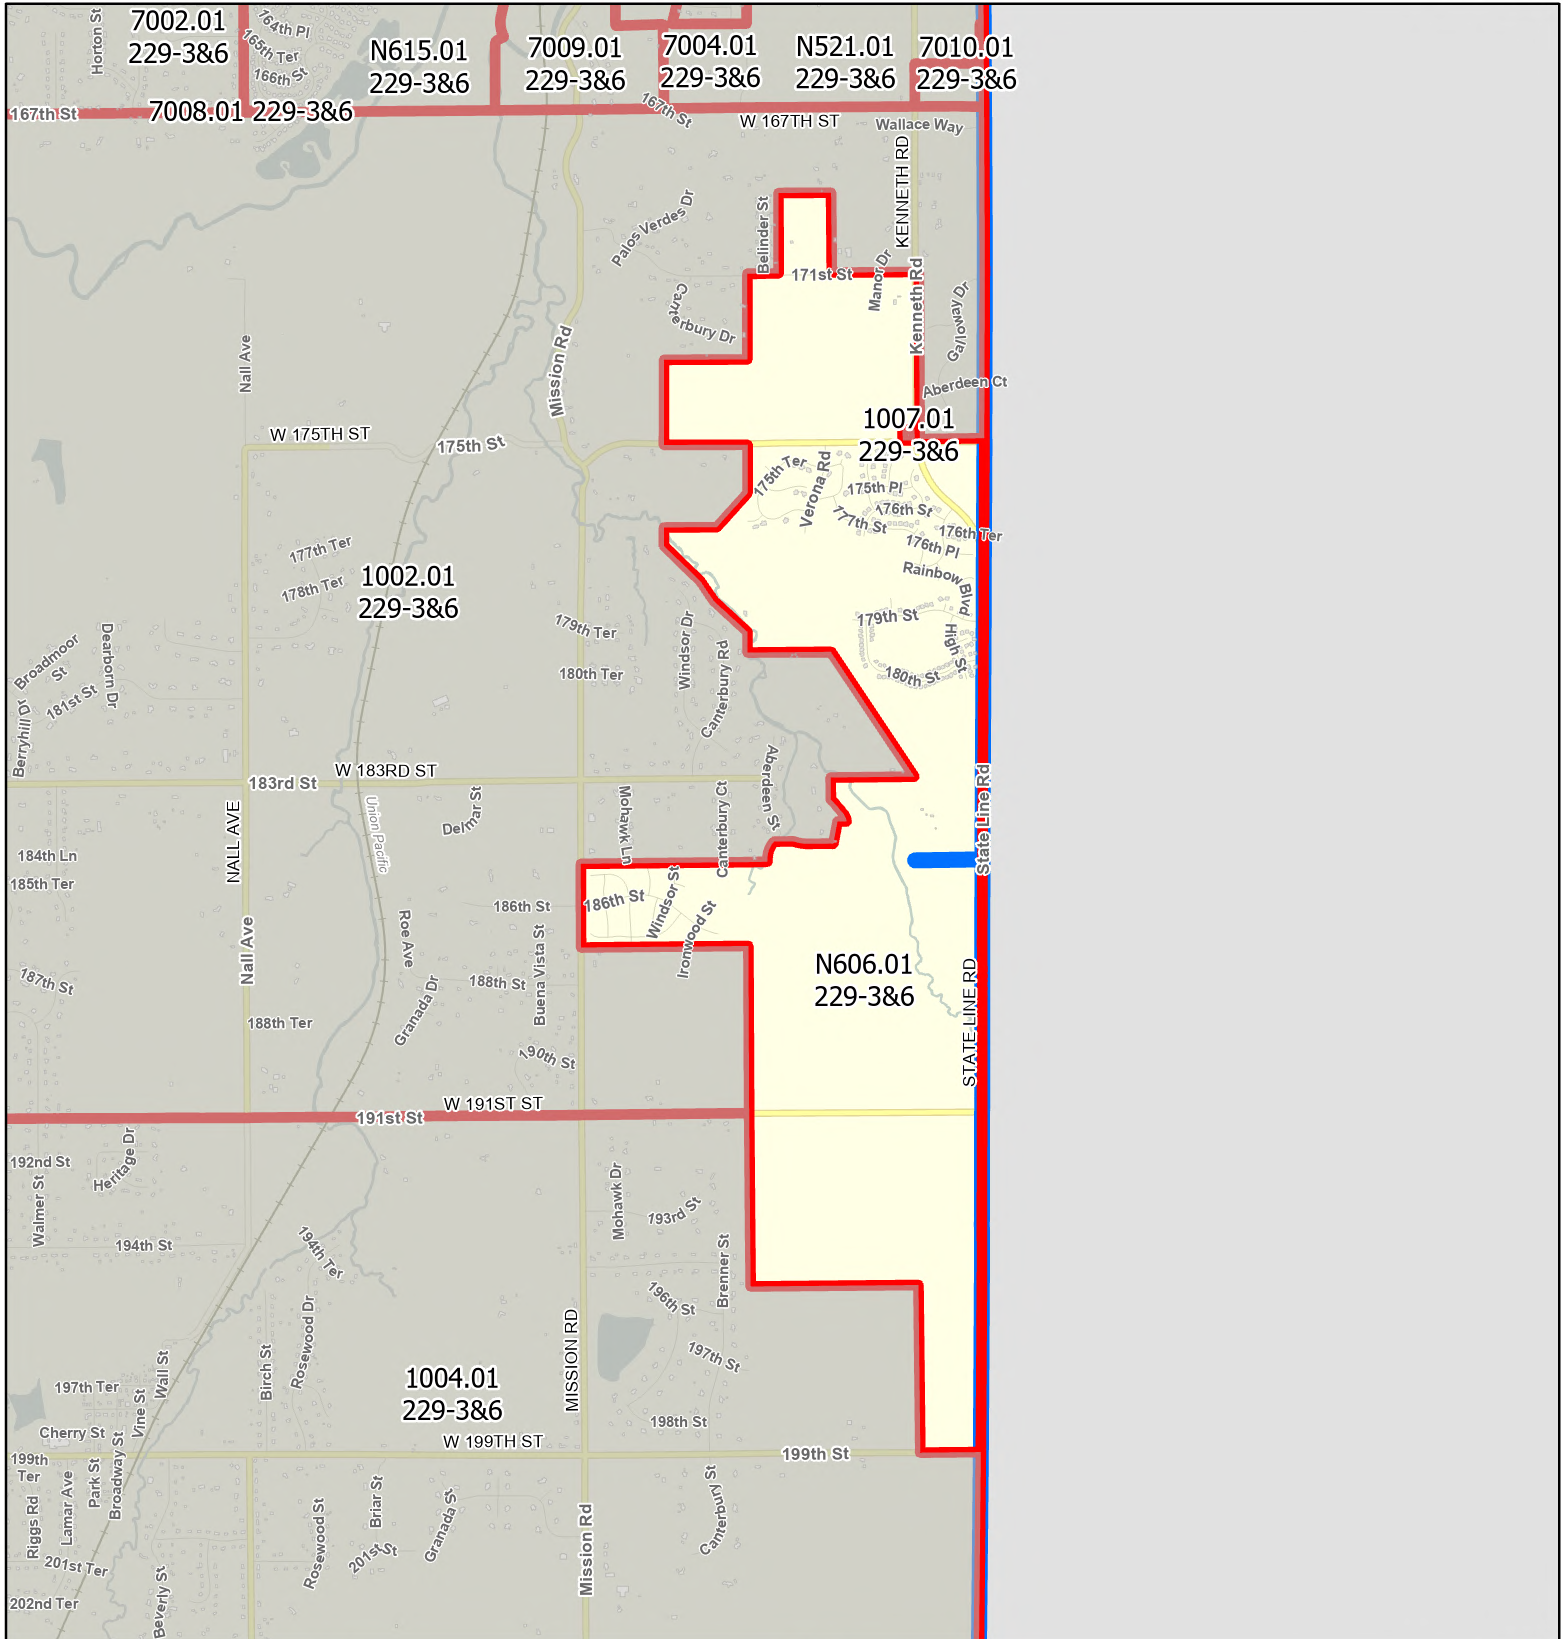 Horton St
7002.01
229-3&6
164th Pl
165th Ter
166th St
N615.01
229-3&6
7009.01
229-3&6
7004.01
229-3&6
N521.01
229-3&6
7010.01
229-3&6
167th St
7008.01 229-3&6
167th St
W 167TH ST
Wallace Way
KENNETH RD
Palos Verdes Dr
Belinder St
171st St
Manor Dr
Kenneth Rd
Galloway Dr
Canterbury Dr
Nall Ave
Mission Rd
Aberdeen Ct
1007.01
229-3&6
W 175TH ST
175th St
175th Ter
Verona Rd
175th Pl
176th St
177th St
176th Ter
176th Pl
177th Ter
178th Ter
1002.01
229-3&6
Rainbow Blvd
179th St
High St
180th St
179th Ter
180th Ter
Windsor Dr
Canterbury Rd
Broadmoor
St
Dearborn Dr
181st St
Berryhill Dr
183rd St
W 183RD ST
Aberdeen St
State Line Rd
NALL AVE
Union Pacific
Delmar St
Mohawk Ln
Canterbury Ct
184th Ln
185th Ter
186th St
186th St
Windsor St
Ironwood St
Roe Ave
Nall Ave
Buena Vista St
N606.01
229-3&6
187th St
188th St
Granada Dr
188th Ter
190th St
STATE LINE RD
W 191ST ST
191st St
192nd St
Heritage Dr
Walmer St
194th St
194th Ter
Mohawk Dr
193rd St
Brenner St
196th St
197th St
Rosewood Dr
Birch St
MISSION RD
1004.01
229-3&6
197th Ter
Wall St
Vine St
Cherry St
198th St
W 199TH ST
199th St
199th
Ter
Park St
Broadway St
Lamar Ave
Riggs Rd
Rosewood St
Briar St
Granada St
Canterbury St
201st St
Mission Rd
201st Ter
202nd Ter
Beverly St